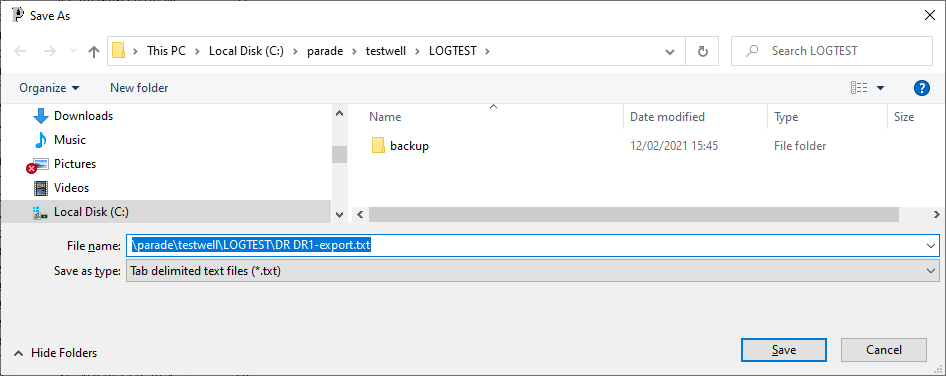 Save As
This PC > Local Disk (C:) > parade > testwell > LOGTEST >
Search LOGTEST
Organize
New folder
Name
Date modified
Type
Size
Downloads
Music
Pictures
Videos
Local Disk (C:)
backup
12/02/2021 15:45
File folder
File name:
\parade\testwell\LOGTEST\DR DR1-export.txt
Save as type:
Tab delimited text files (*.txt)
Hide Folders
Save
Cancel